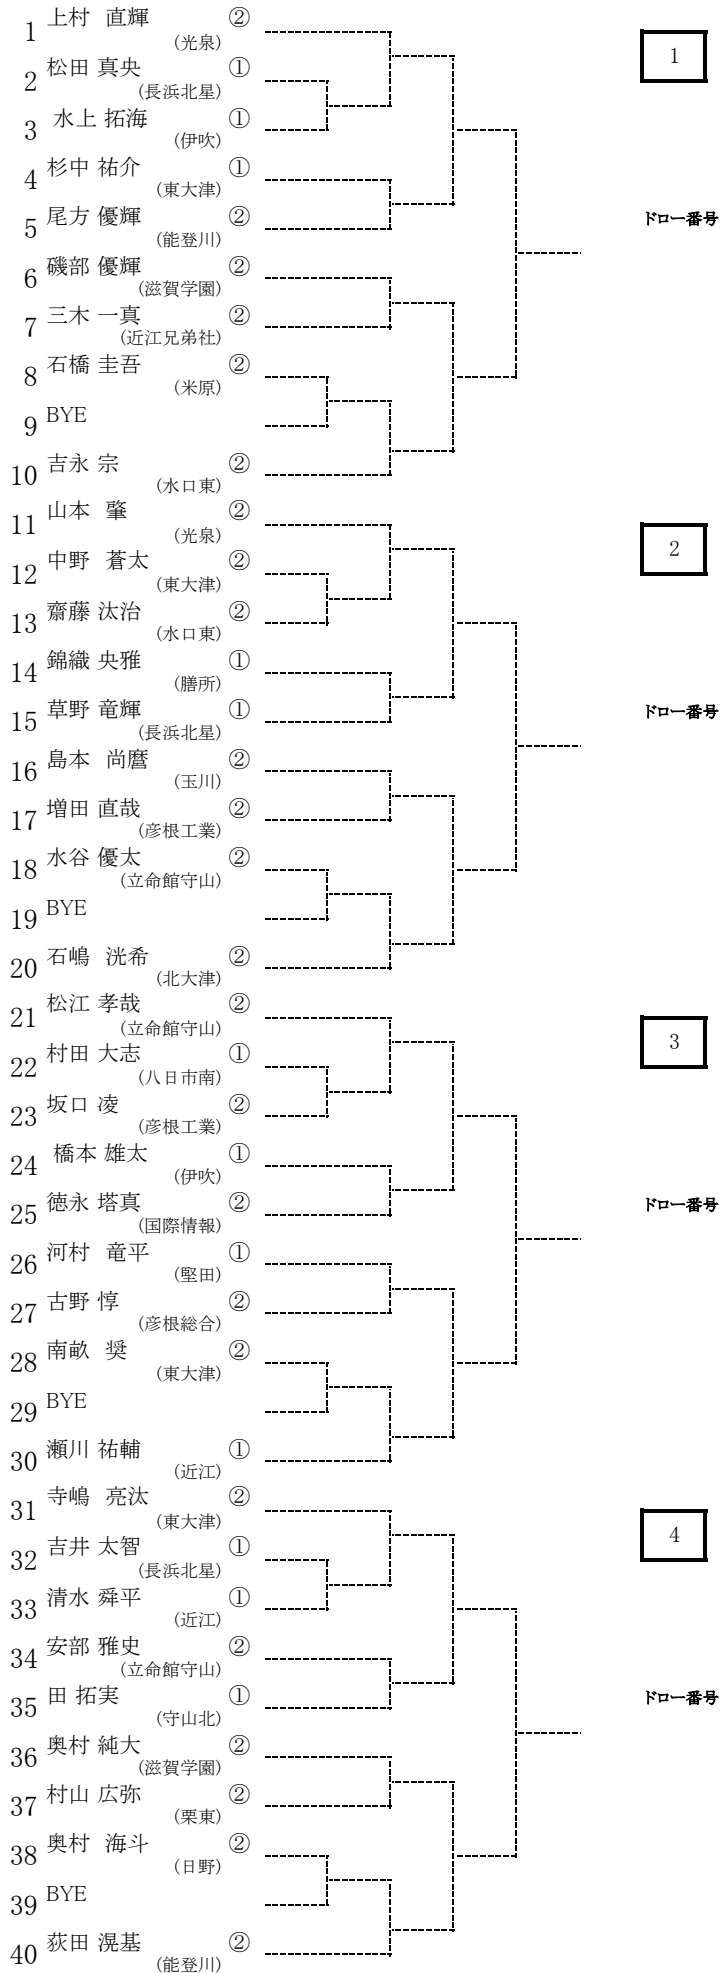 1 上村 直輝 ②
(光泉)
1
2 松田 真央 ①
(長浜北星)
3 水上 拓海 ①
(伊吹)
4 杉中 祐介 ①
(東大津)
5 尾方 優輝 ②
(能登川)
ドロー番号
6 磯部 優輝 ②
(滋賀学園)
7 三木 一真 ②
(近江兄弟社)
8 石橋 圭吾 ②
(米原)
9 BYE
10 吉永 宗 ②
(水口東)
11 山本 肇 ②
(光泉)
2
12 中野 蒼太 ②
(東大津)
13 齋藤 汰治 ②
(水口東)
14 錦織 央雅 ①
(膳所)
15 草野 竜輝 ①
(長浜北星)
ドロー番号
16 島本 尚麿 ②
(玉川)
17 増田 直哉 ②
(彦根工業)
18 水谷 優太 ②
(立命館守山)
19 BYE
20 石嶋 洸希 ②
(北大津)
21 松江 孝哉 ②
(立命館守山)
3
22 村田 大志 ①
(八日市南)
23 坂口 凌 ②
(彦根工業)
24 橋本 雄太 ①
(伊吹)
25 徳永 塔真 ②
(国際情報)
ドロー番号
26 河村 竜平 ①
(堅田)
27 古野 惇 ②
(彦根総合)
28 南畝 奨 ②
(東大津)
29 BYE
30 瀬川 祐輔 ①
(近江)
31 寺嶋 亮汰 ②
(東大津)
4
32 吉井 太智 ①
(長浜北星)
33 清水 舜平 ①
(近江)
34 安部 雅史 ②
(立命館守山)
35 田 拓実 ①
(守山北)
ドロー番号
36 奥村 純大 ②
(滋賀学園)
37 村山 広弥 ②
(栗東)
38 奥村 海斗 ②
(日野)
39 BYE
40 荻田 滉基 ②
(能登川)